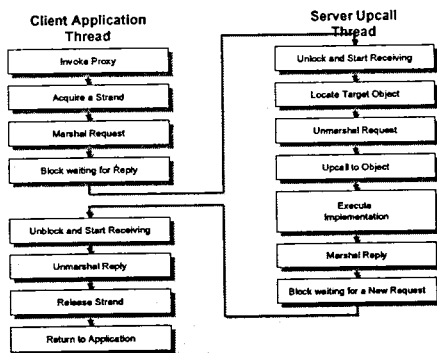 Client Application
Thread
Invoke Proxy
Acquire a Strand
Marshal Request
Block waiting for Reply
Unblock and Start Receiving
Unmarshal Reply
Release Strand
Return to Application
Server Upcall
Thread
Unlock and Start Receiving
Locate Target Object
Unmarshal Request
Upcall to Object
Execute
Implementation
Marshal Reply
Block waiting for a New Request